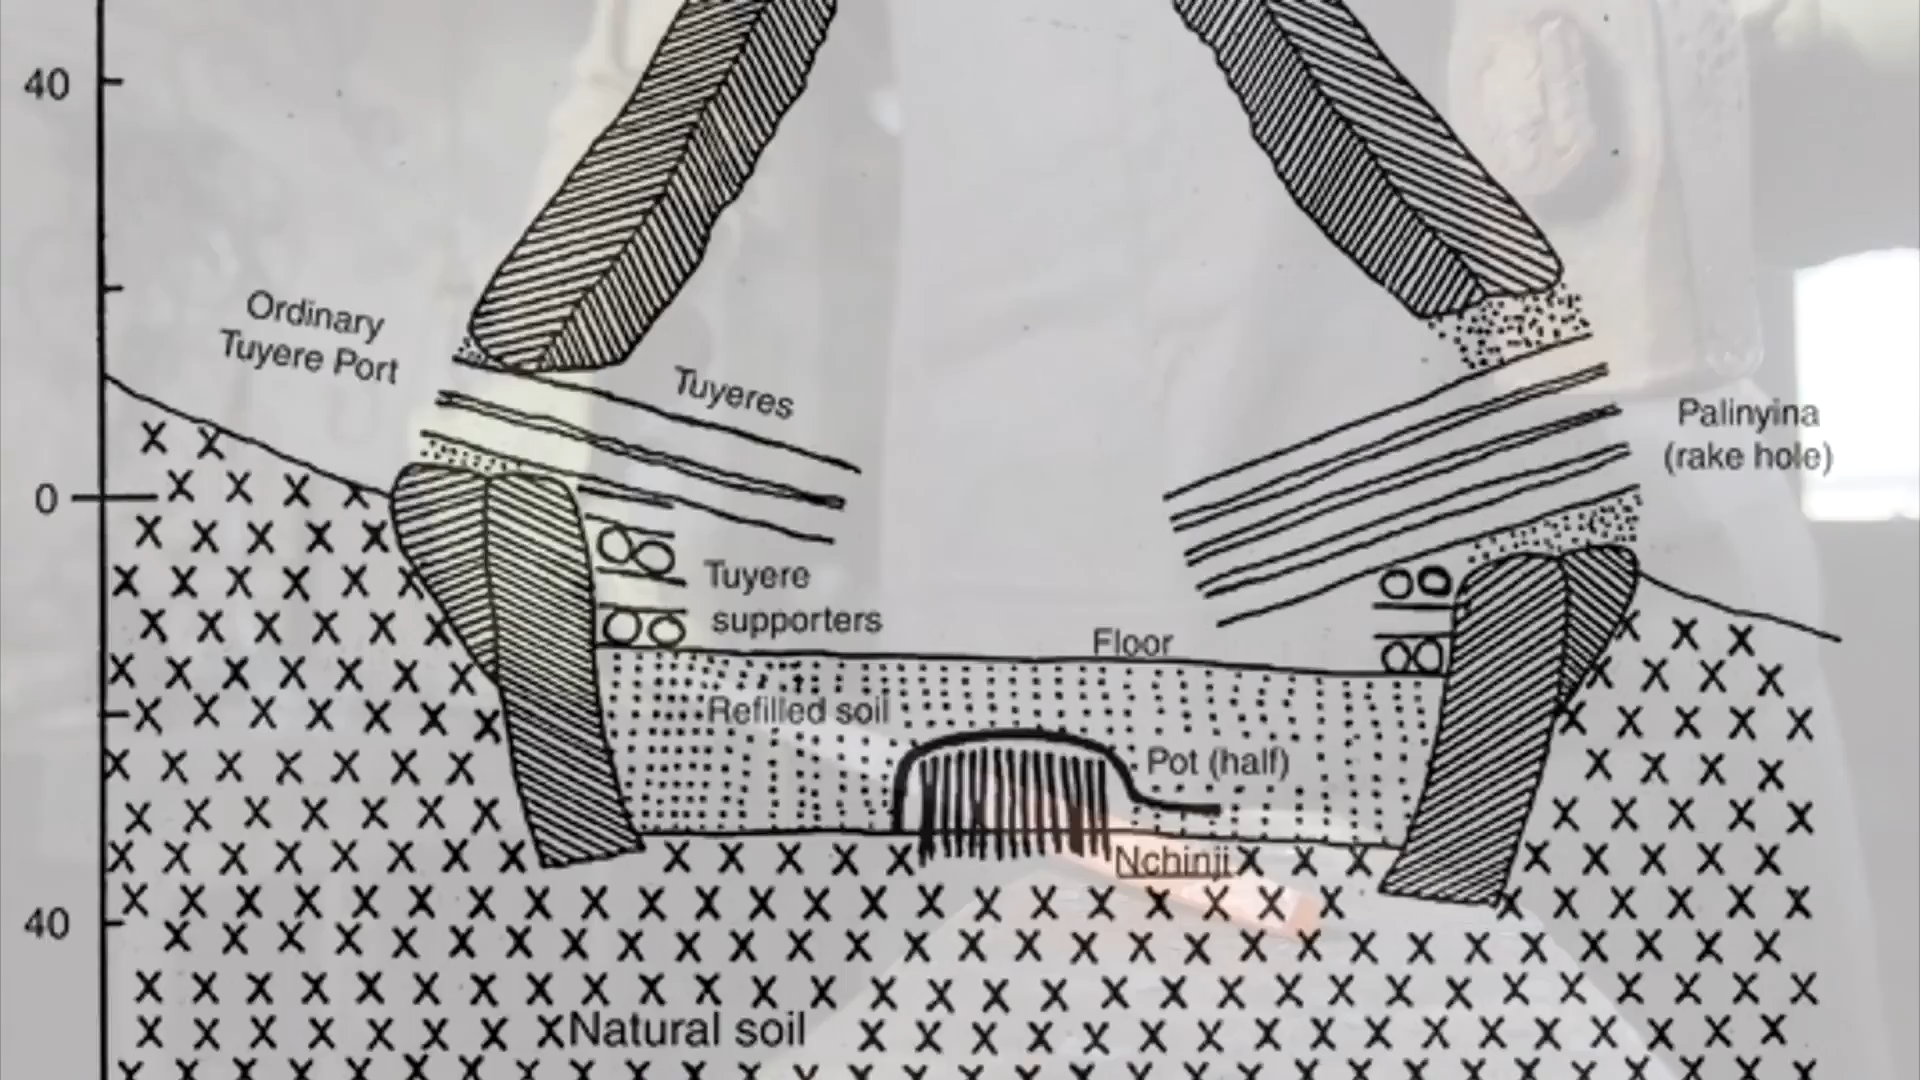 40
Ordinary
Tuyere Port
Tuyeres
Palinyina
(rake hole)
0
Tuyere
supporters
Floor
Refilled soil
Pot (half)
Nchinji
40
Natural soil